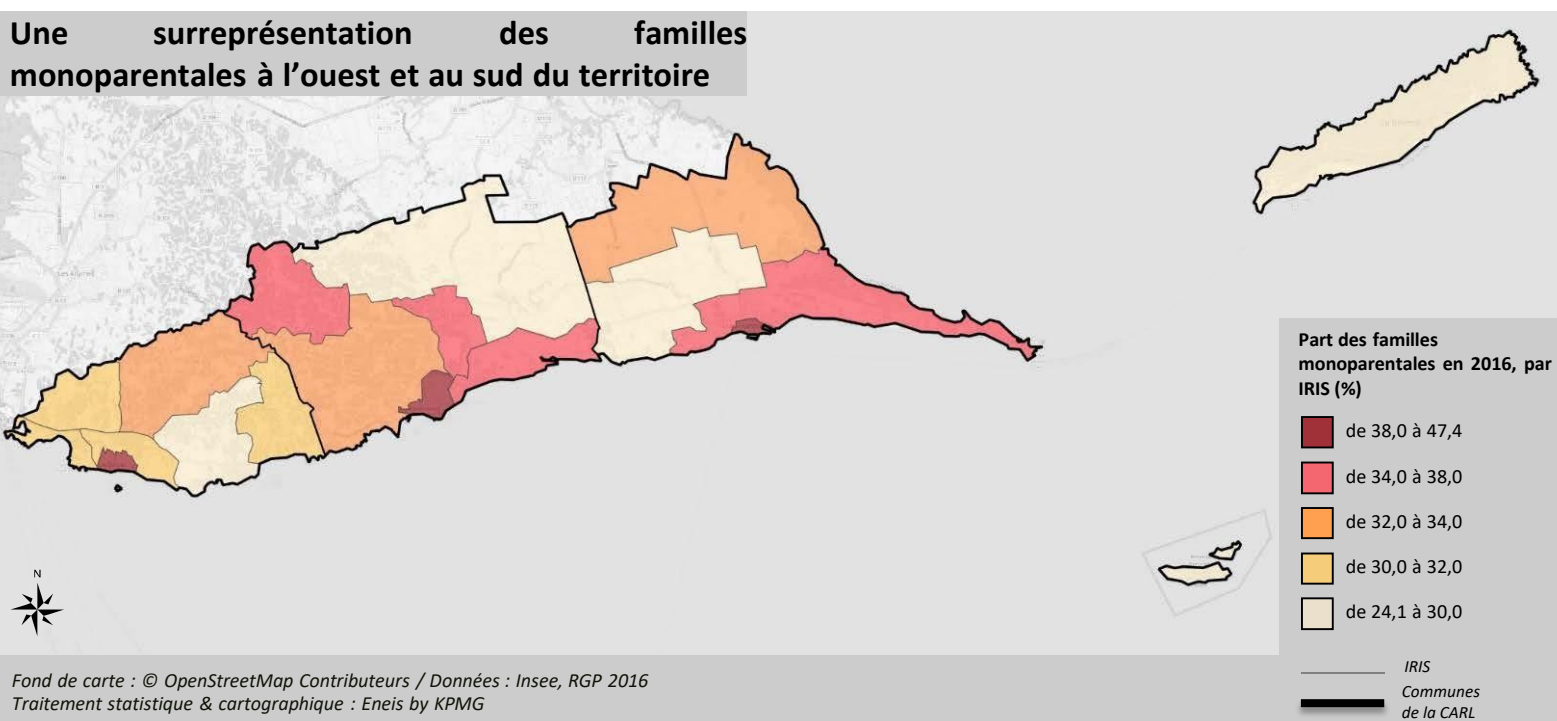 Une surreprésentation des familles
monoparentales à l'ouest et au sud du territoire
Part des familles
monoparentales en 2016, par
IRIS (%)
de 38,0 à 47,4
de 34,0 à 38,0
de 32,0 à 34,0
de 30,0 à 32,0
de 24,1 à 30,0
IRIS
Communes
de la CARL
N
Fond de carte : © OpenStreetMap Contributeurs / Données : Insee, RGP 2016
Traitement statistique & cartographique : Eneis by KPMG